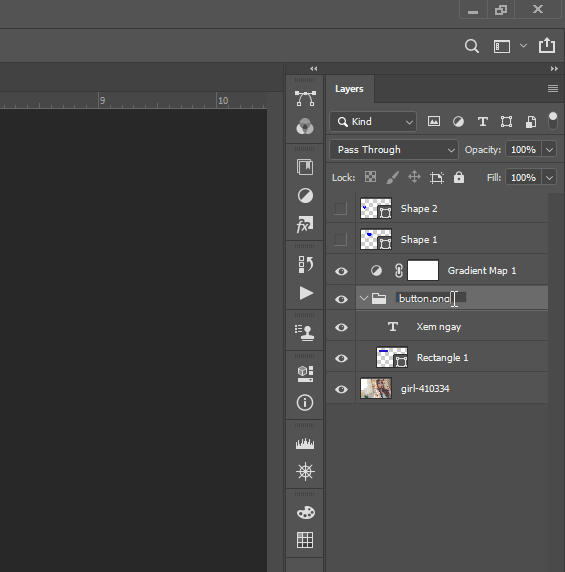 9
10
Layers
Kind
Pass Through
Opacity: 100%
Lock:
Fill: 100%
Shape 2
Shape 1
Gradient Map 1
button.png
Xem ngay
Rectangle 1
girl-410334